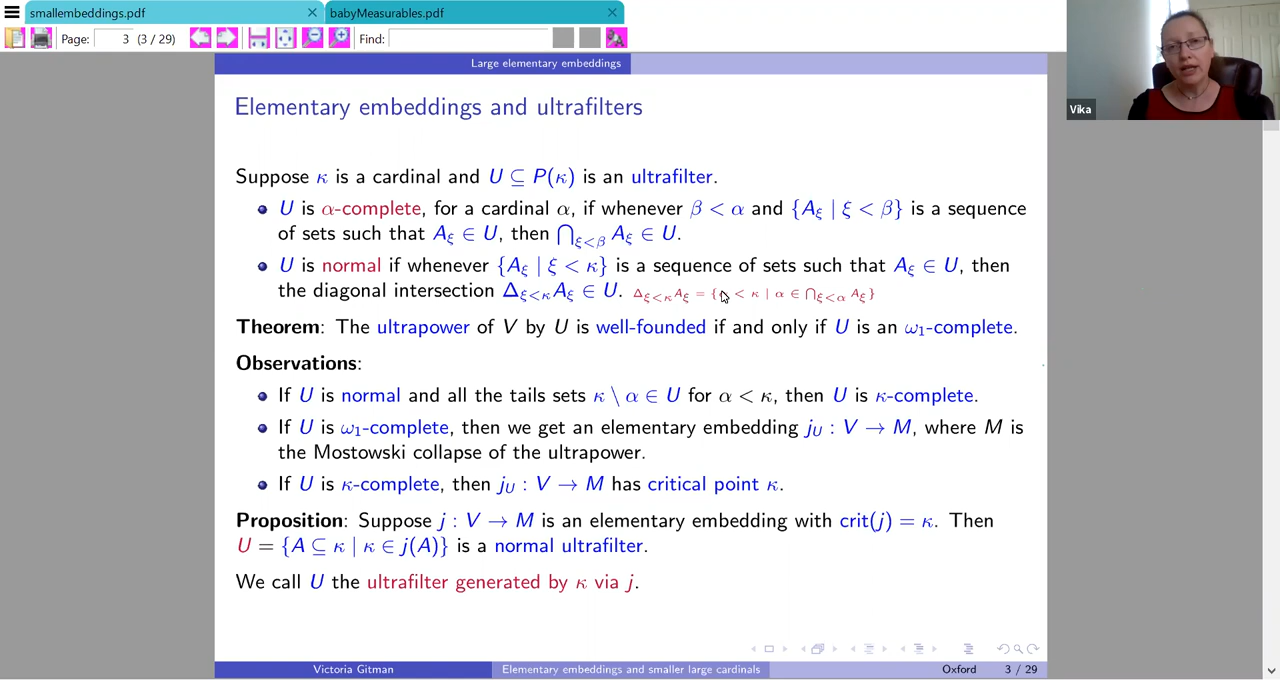 smallembeddings.pdf
babyMeasurables.pdf
Page: 3 (3 / 29) Find:
Large elementary embeddings
Vika
Elementary embeddings and ultrafilters
Suppose κ is a cardinal and U ⊆ P(κ) is an ultrafilter.
U is α-complete, for a cardinal α, if whenever β < α and {A_ξ | ξ < β} is a sequence
of sets such that A_ξ ∈ U, then ⋂_{ξ<β} A_ξ ∈ U.
U is normal if whenever {A_ξ | ξ < κ} is a sequence of sets such that A_ξ ∈ U, then
the diagonal intersection Δ_{ξ<κ}A_ξ ∈ U. Δ_{ξ<κ}A_ξ = { < κ | α ∈ ⋂_{ξ<α} A_ξ}
Theorem: The ultrapower of V by U is well-founded if and only if U is an ω₁-complete.
Observations:
If U is normal and all the tails sets κ \ α ∈ U for α < κ, then U is κ-complete.
If U is ω₁-complete, then we get an elementary embedding j_U : V → M, where M is
the Mostowski collapse of the ultrapower.
If U is κ-complete, then j_U : V → M has critical point κ.
Proposition: Suppose j : V → M is an elementary embedding with crit(j) = κ. Then
U = {A ⊆ κ | κ ∈ j(A)} is a normal ultrafilter.
We call U the ultrafilter generated by κ via j.
Victoria Gitman Elementary embeddings and smaller large cardinals Oxford 3 / 29